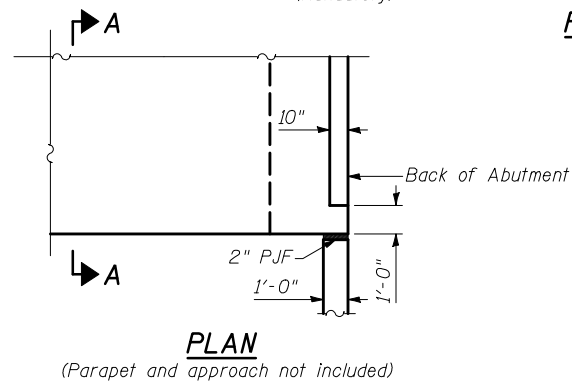 A
10"
Back of Abutment
2" PJF
A
1'-0"
1'-0"
PLAN
(Parapet and approach not included)